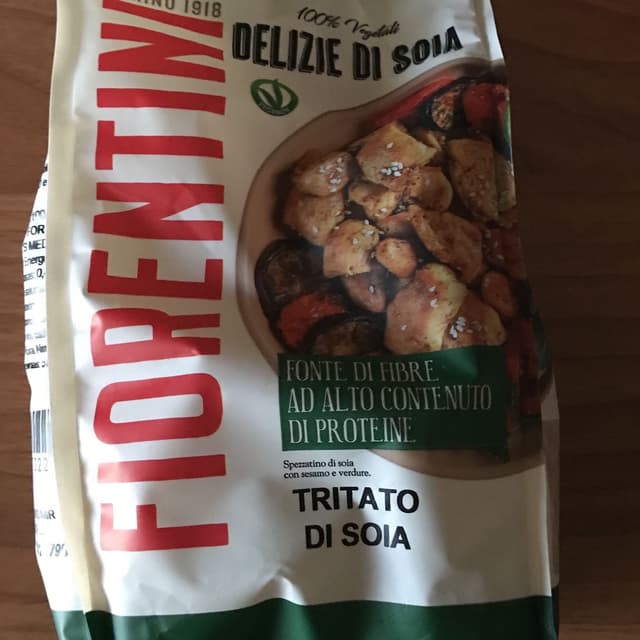 1918
FIORENTINI
100% Vegetali
DELIZIE DI SOIA
FONTE DI FIBRE
AD ALTO CONTENUTO
DI PROTEINE
Spezzatino di soia
con sesamo e verdure.
TRITATO
DI SOIA